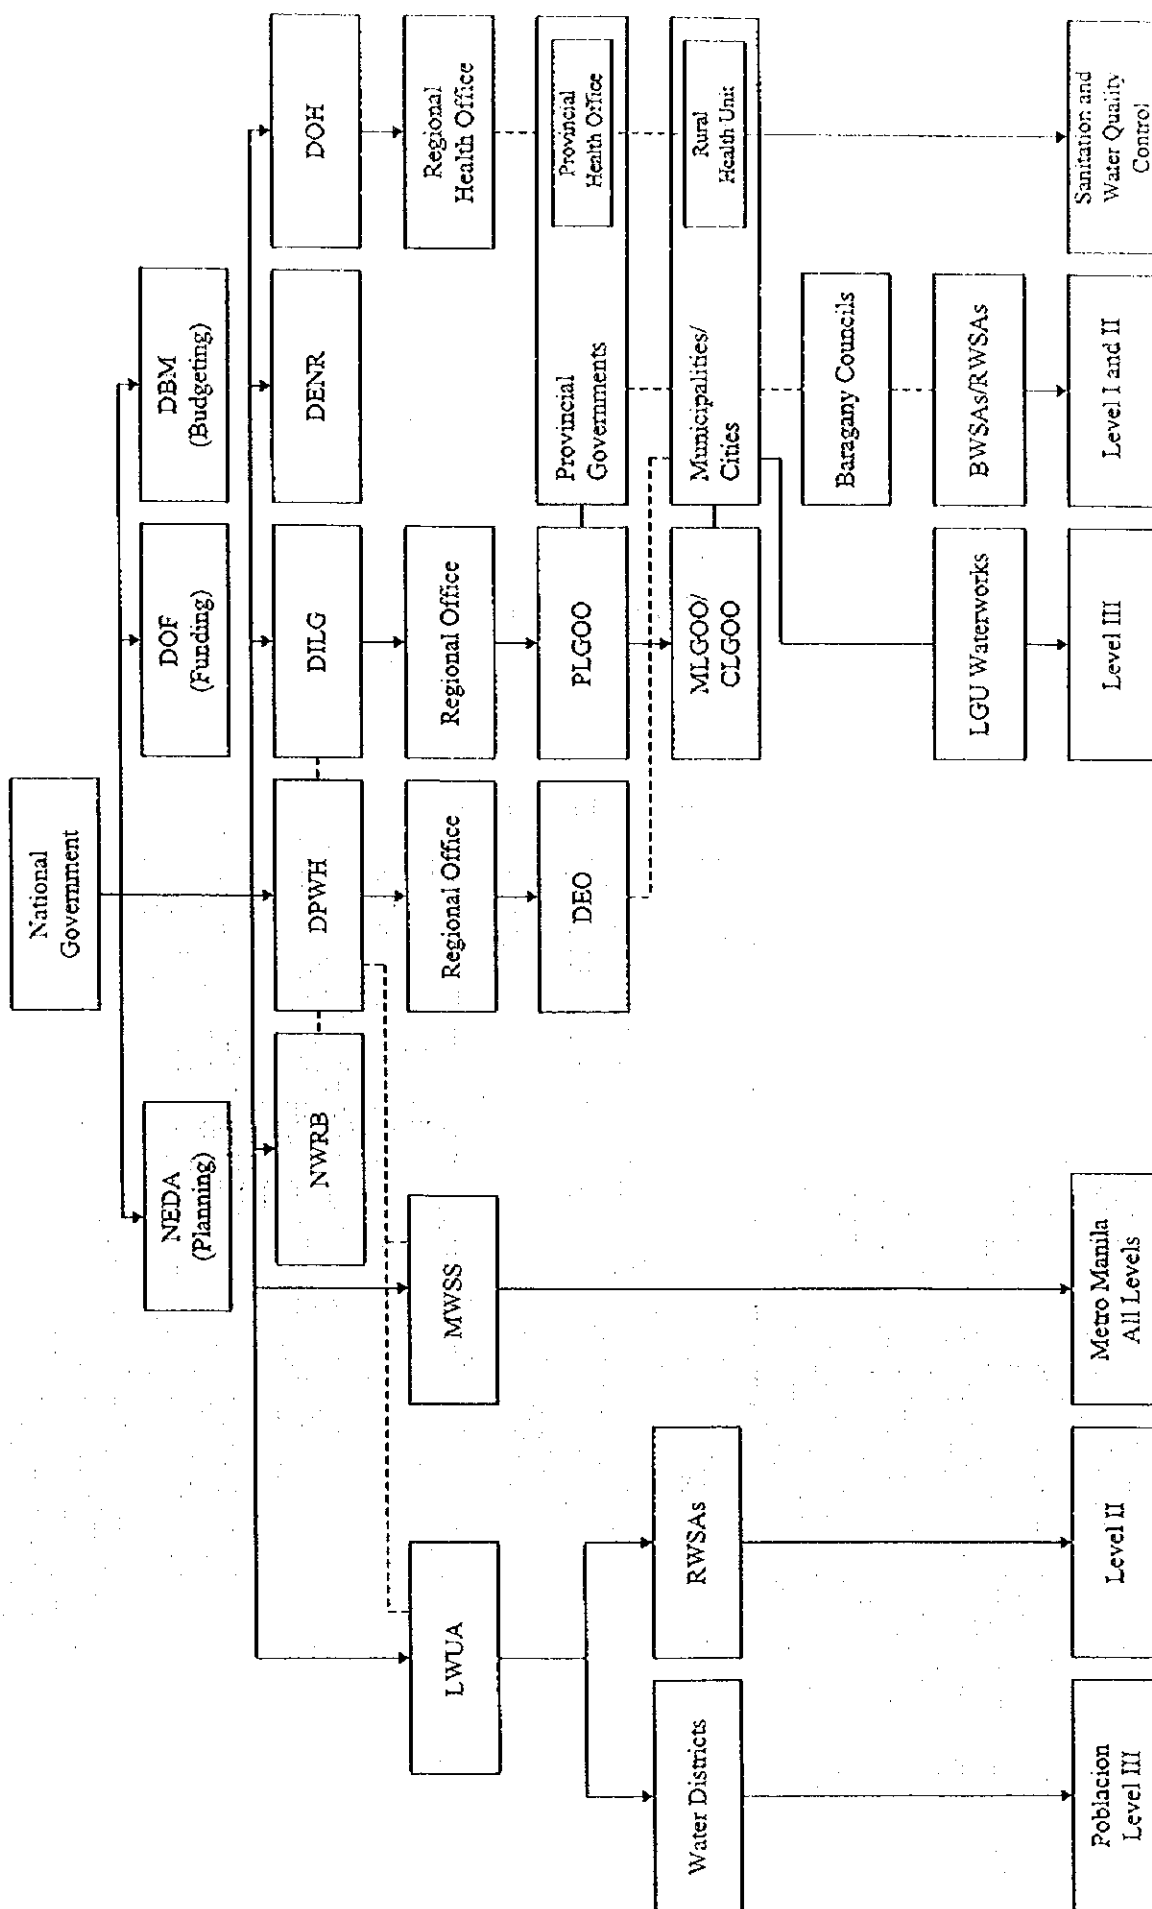 National
Government
NEDA
(Planning)
DOF
(Funding)
DBM
(Budgeting)
NWRB
DPWH
DILG
DENR
DOH
LWUA
MWSS
Regional Office
Regional Office
Regional
Health Office
DEO
PLGOO
Provincial
Governments
Provincial
Health Office
Water Districts
RWSAs
MLGOO/
CLGOO
Municipalities/
Cities
Rural
Health Unit
Baragany Councils
LGU Waterworks
BWSAs/RWSAs
Poblacion
Level III
Level II
Metro Manila
All Levels
Level III
Level I and II
Sanitation and
Water Quality
Control